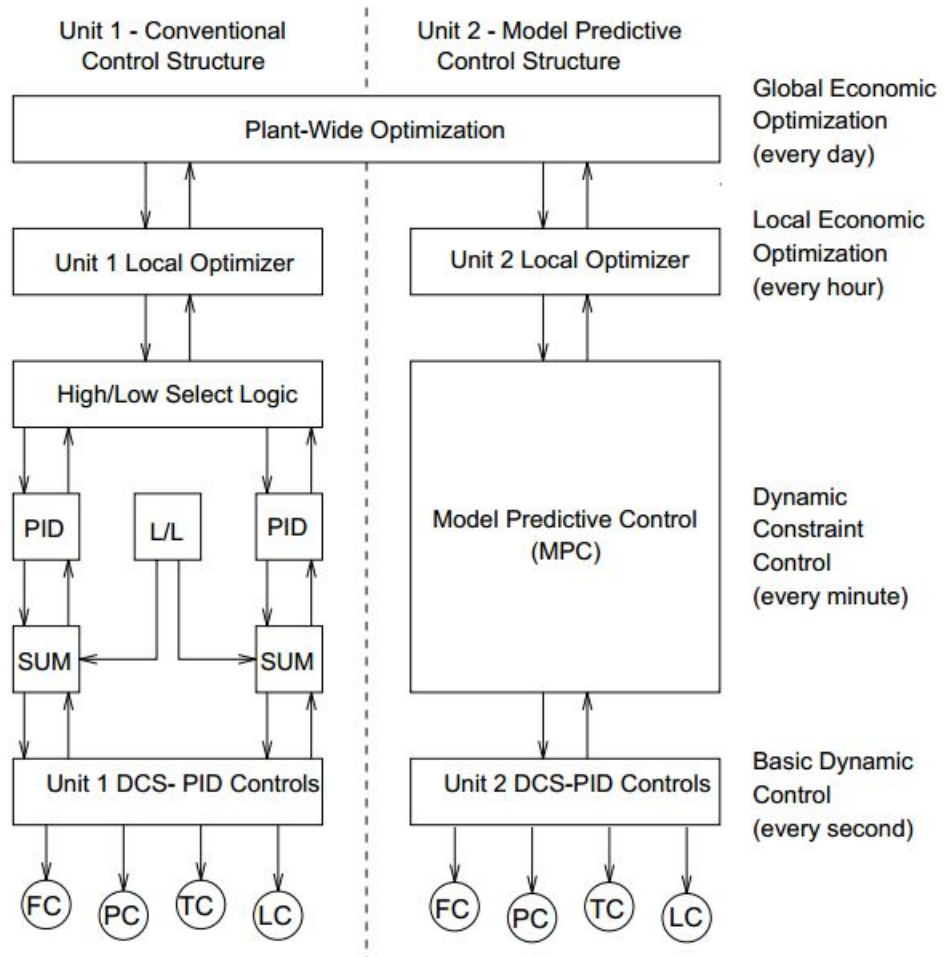 Unit 1 - Conventional
Control Structure
Unit 2 - Model Predictive
Control Structure
Plant-Wide Optimization
Global Economic
Optimization
(every day)
Unit 1 Local Optimizer
Unit 2 Local Optimizer
Local Economic
Optimization
(every hour)
High/Low Select Logic
PID
L/L
PID
SUM
SUM
Model Predictive Control
(MPC)
Dynamic
Constraint
Control
(every minute)
Unit 1 DCS- PID Controls
Unit 2 DCS-PID Controls
Basic Dynamic
Control
(every second)
FC
PC
TC
LC
FC
PC
TC
LC